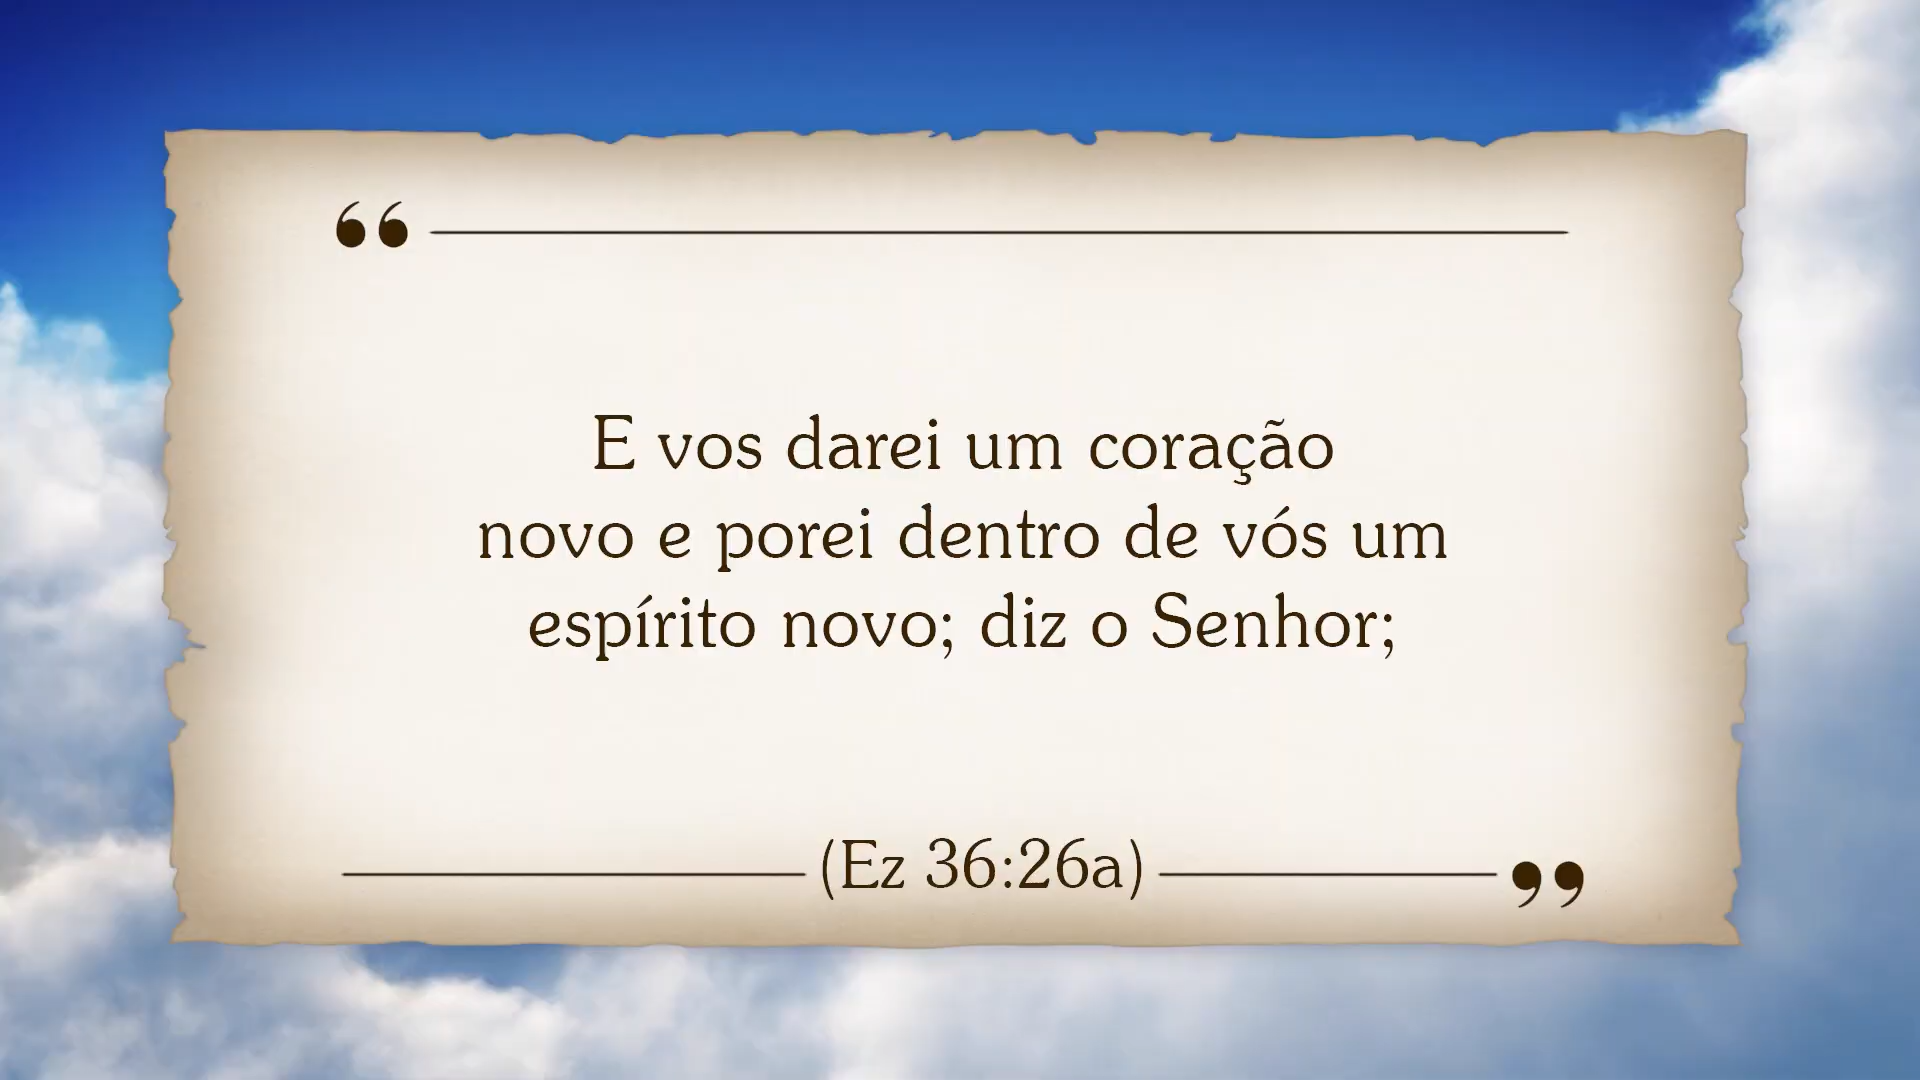 “
E vos darei um coração
novo e porei dentro de vós um
espírito novo; diz o Senhor;
(Ez 36:26a)
”